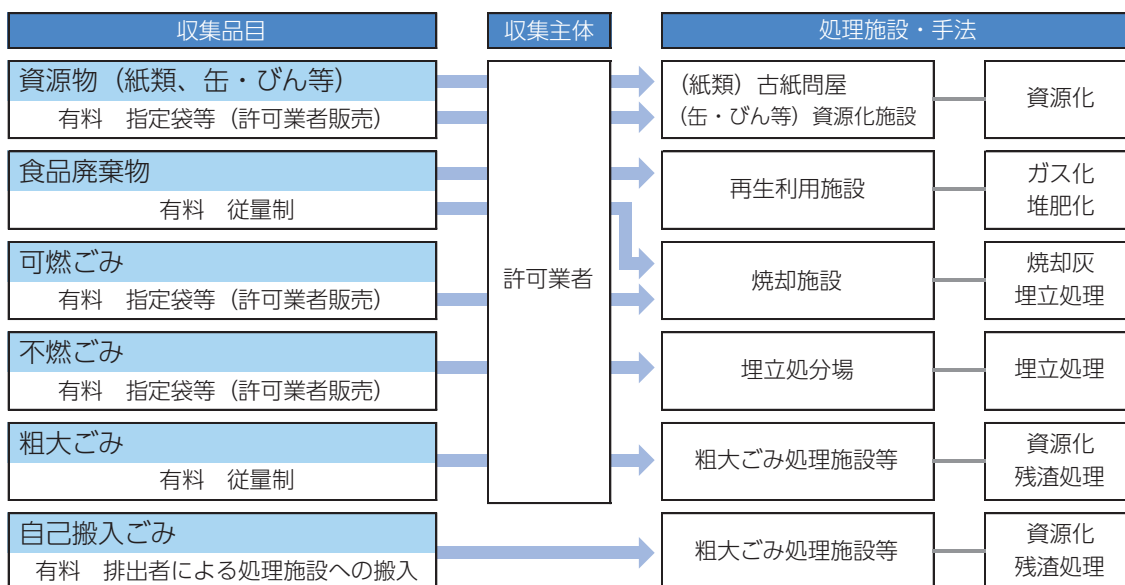 収集品目
収集主体
処理施設・手法
資源物（紙類、缶・びん等）
有料　指定袋等（許可業者販売）
食品廃棄物
有料　従量制
可燃ごみ
有料　指定袋等（許可業者販売）
不燃ごみ
有料　指定袋等（許可業者販売）
粗大ごみ
有料　従量制
自己搬入ごみ
有料　排出者による処理施設への搬入
許可業者
（紙類）古紙問屋
（缶・びん等）資源化施設
資源化
再生利用施設
ガス化
堆肥化
焼却施設
焼却灰
埋立処理
埋立処分場
埋立処理
粗大ごみ処理施設等
資源化
残渣処理
粗大ごみ処理施設等
資源化
残渣処理